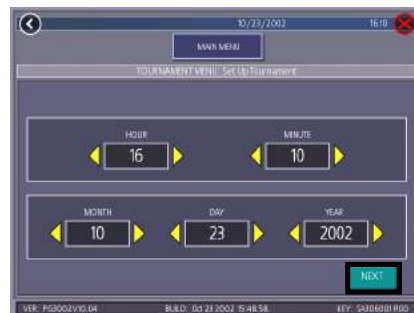 10/23/2002 16:10
MAIN MENU
TOURNAMENT MENU: Set Up Tournament
HOUR MINUTE
16 10
MONTH DAY YEAR
10 23 2002
NEXT
VER: PG3002V10.04 BUILD: Oct 23 2002 15:48:58 KEY: SA306001R00